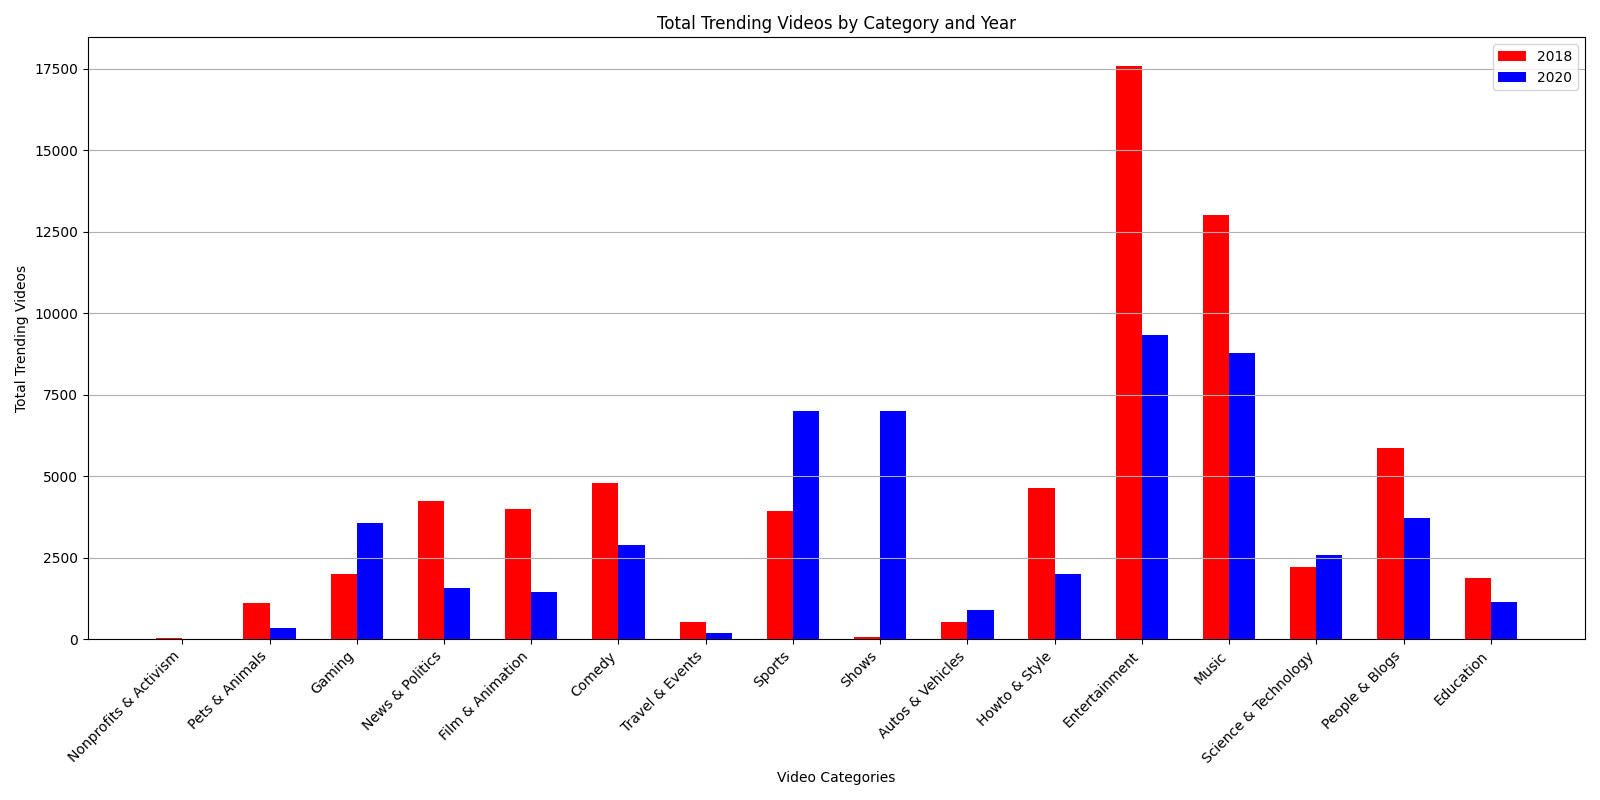 Total Trending Videos by Category and Year
2018
2020
17500
15000
12500
10000
7500
5000
2500
0
Total Trending Videos
Nonprofits & Activism
Pets & Animals
Gaming
News & Politics
Film & Animation
Comedy
Travel & Events
Sports
Shows
Autos & Vehicles
Howto & Style
Entertainment
Music
Science & Technology
People & Blogs
Education
Video Categories